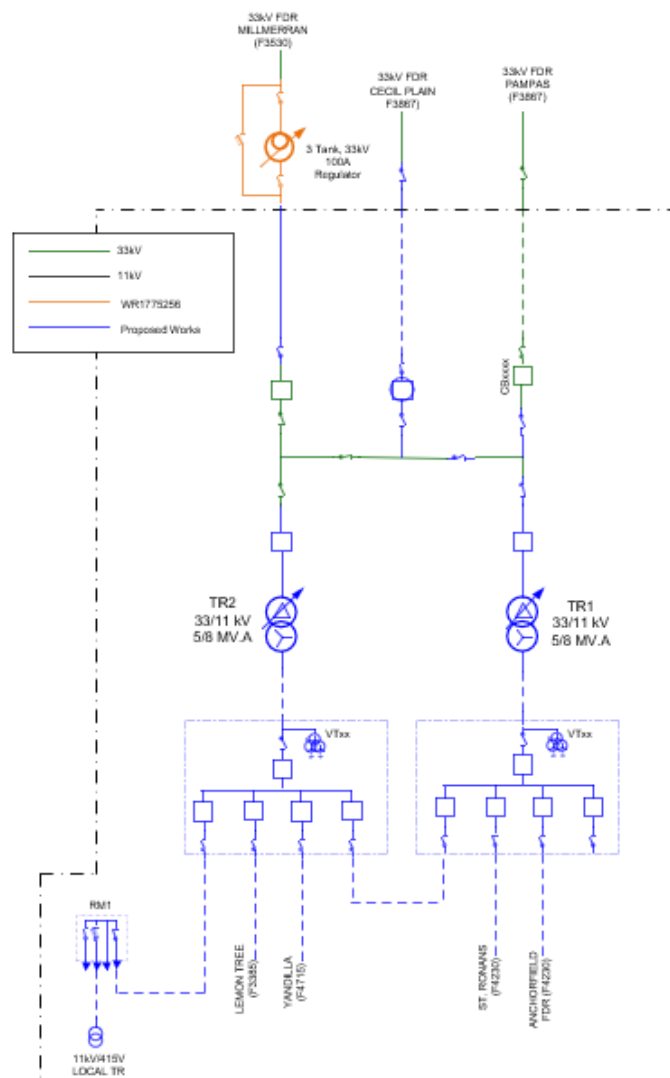 33kV FDR
MILLMERRAN
(F3530)
33kV FDR
CECIL PLAIN
F3867)
33kV FDR
PAMPAS
(F3867)
3 Tank, 33kV
100A
Regulator
33kV
11kV
WR1775256
Proposed Works
CBxxxx
TR2
33/11 kV
5/8 MV.A
TR1
33/11 kV
5/8 MV.A
VTxx
VTxx
RM1
LEMON TREE
(F3385)
YANDILLA
(F4715)
ST. RONANS
(F4230)
ANCHORFIELD
FDR (F4230)
11kV/415V
LOCAL TR